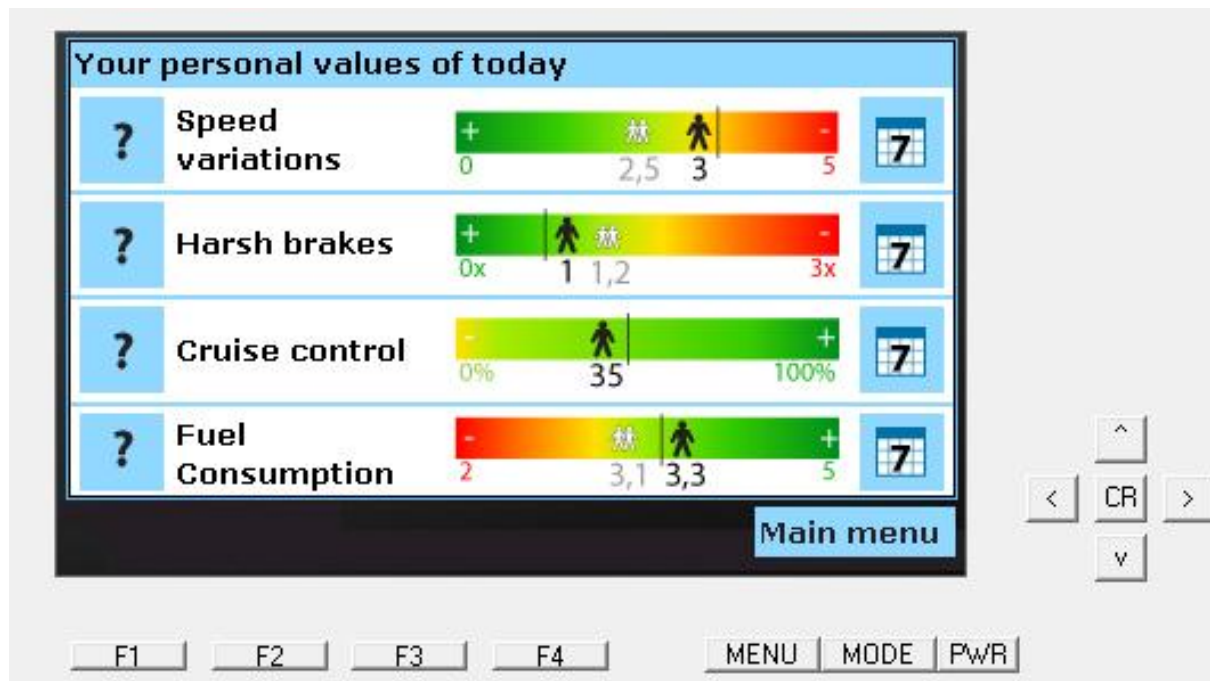 Your personal values of today
? Speed variations + - 7
0 2,5 3 5
? Harsh brakes + - 7
0x 1 1,2 3x
? Cruise control - + 7
0% 35 100%
? Fuel Consumption - + 7
2 3,1 3,3 5
Main menu
^
< CR >
v
F1 F2 F3 F4 MENU MODE PWR